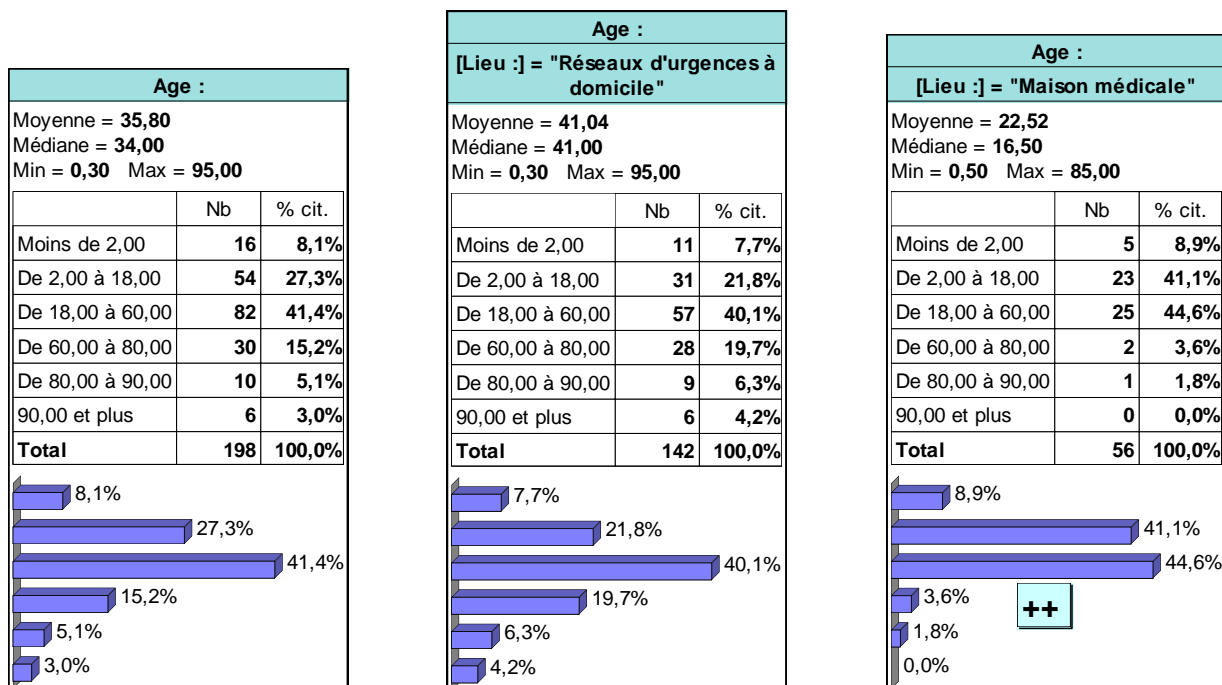 Age :
Moyenne = 35,80
Médiane = 34,00
Min = 0,30 Max = 95,00
Nb % cit.
Moins de 2,00 16 8,1%
De 2,00 à 18,00 54 27,3%
De 18,00 à 60,00 82 41,4%
De 60,00 à 80,00 30 15,2%
De 80,00 à 90,00 10 5,1%
90,00 et plus 6 3,0%
Total 198 100,0%
8,1%
27,3%
41,4%
15,2%
5,1%
3,0%
Age :
[Lieu :] = "Réseaux d'urgences à
domicile"
Moyenne = 41,04
Médiane = 41,00
Min = 0,30 Max = 95,00
Nb % cit.
Moins de 2,00 11 7,7%
De 2,00 à 18,00 31 21,8%
De 18,00 à 60,00 57 40,1%
De 60,00 à 80,00 28 19,7%
De 80,00 à 90,00 9 6,3%
90,00 et plus 6 4,2%
Total 142 100,0%
7,7%
21,8%
40,1%
19,7%
6,3%
4,2%
Age :
[Lieu :] = "Maison médicale"
Moyenne = 22,52
Médiane = 16,50
Min = 0,50 Max = 85,00
Nb % cit.
Moins de 2,00 5 8,9%
De 2,00 à 18,00 23 41,1%
De 18,00 à 60,00 25 44,6%
De 60,00 à 80,00 2 3,6%
De 80,00 à 90,00 1 1,8%
90,00 et plus 0 0,0%
Total 56 100,0%
8,9%
41,1%
44,6%
3,6%
++
1,8%
0,0%